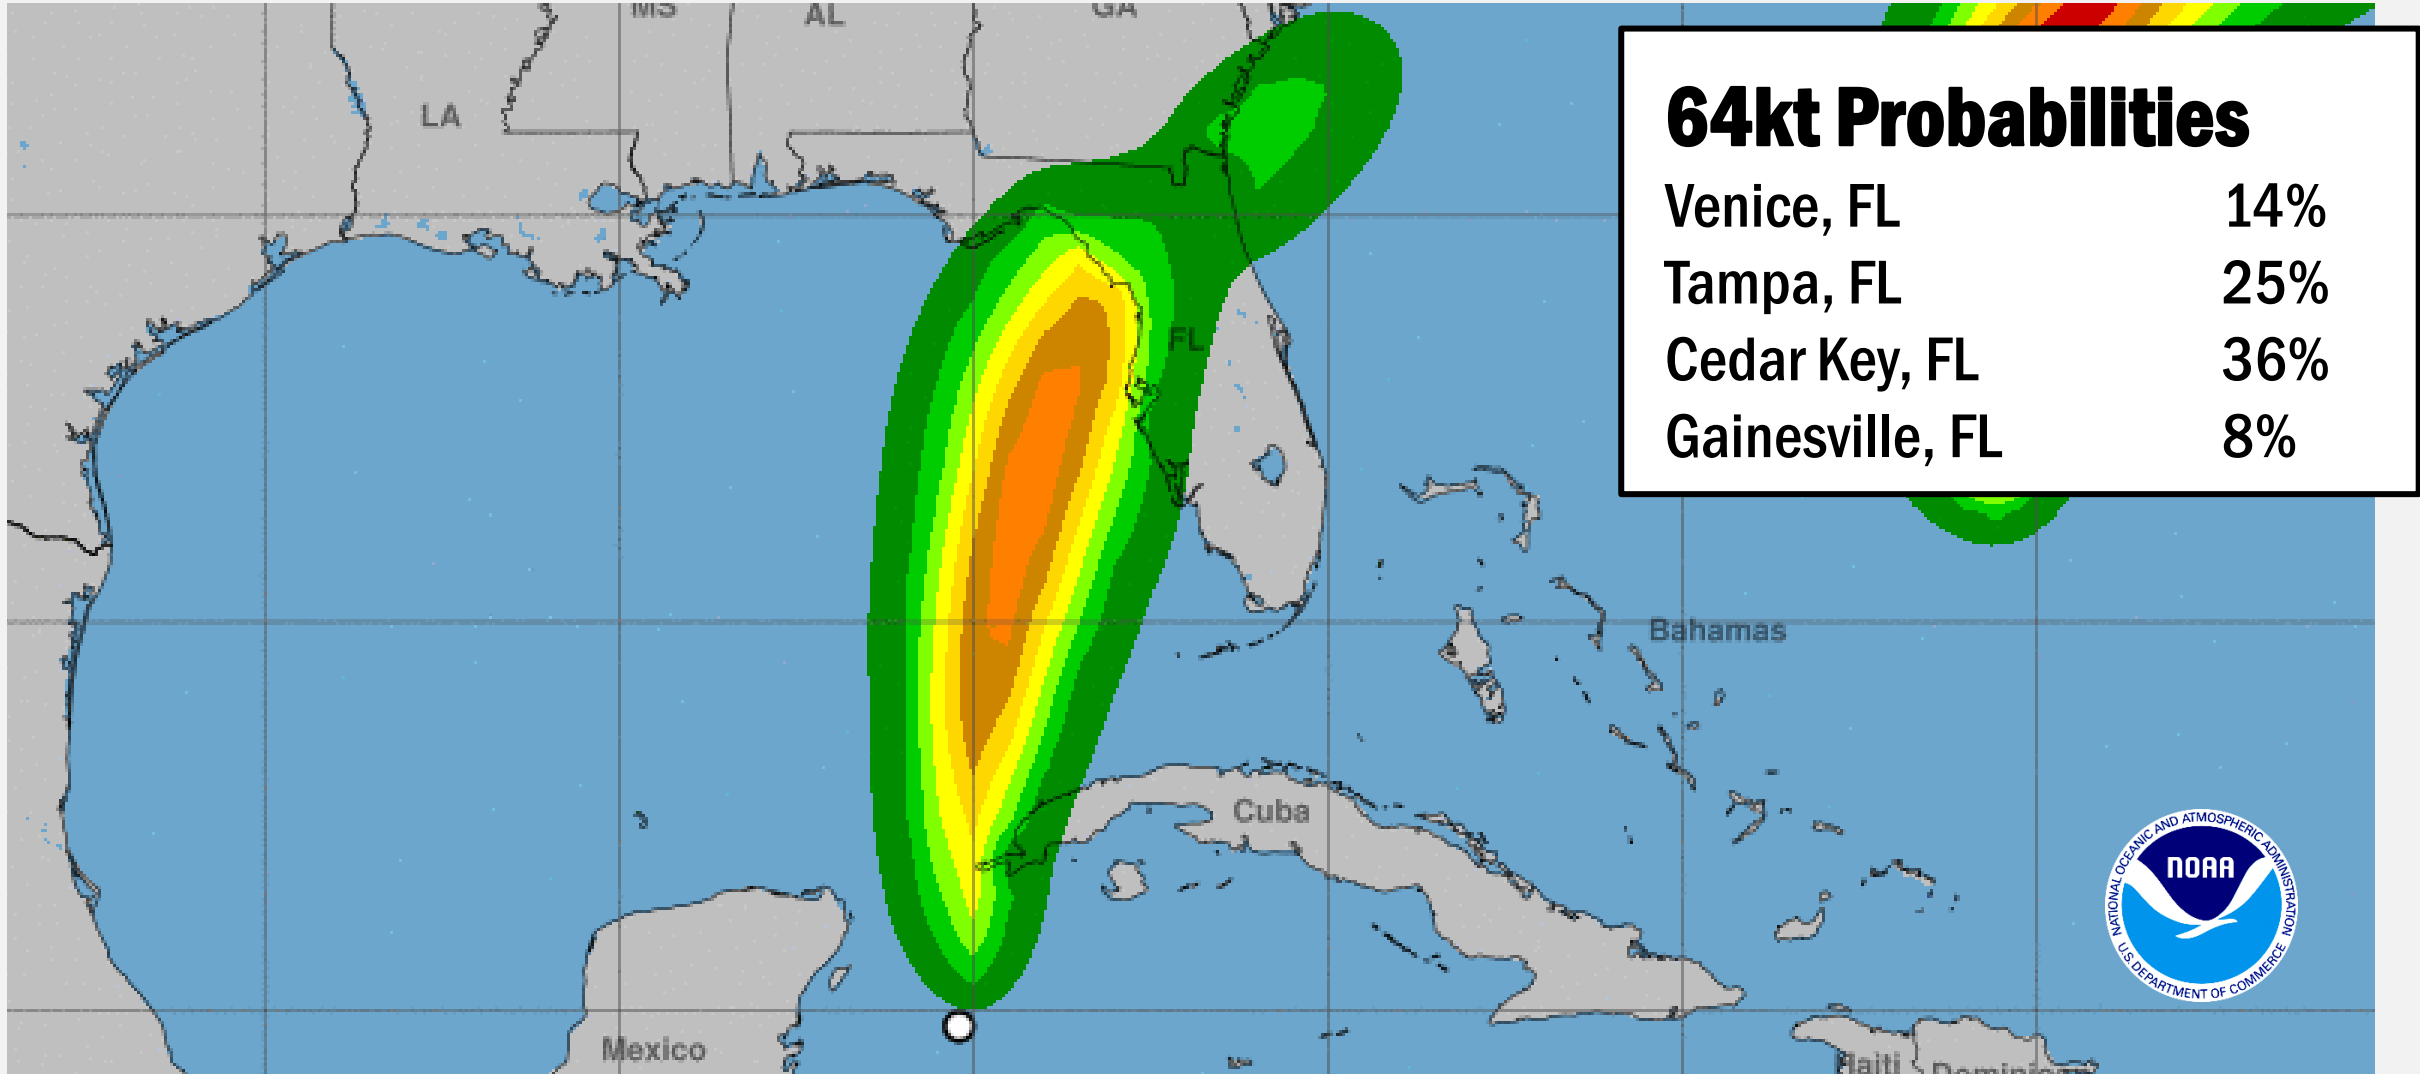 MS
AL
GA
LA
64kt Probabilities
Venice, FL 14%
Tampa, FL 25%
Cedar Key, FL 36%
Gainesville, FL 8%
FL
Bahamas
Cuba
NATIONAL OCEANIC AND ATMOSPHERIC ADMINISTRATION
NOAA
U.S. DEPARTMENT OF COMMERCE
Mexico
Haiti